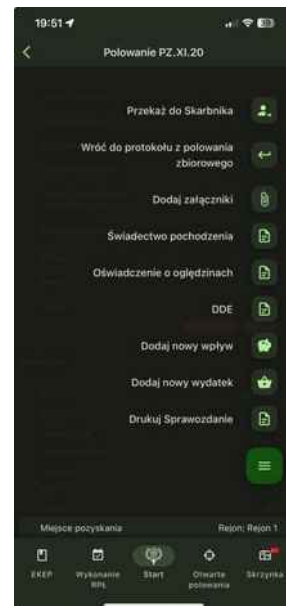 19:51
Polowanie PZ.XI.20
Przekaż do Skarbnika
Wróć do protokołu z polowania
zbiorowego
Dodaj załączniki
Świadectwo pochodzenia
Oświadczenie o oględzinach
DDE
Dodaj nowy wpływ
Dodaj nowy wydatek
Drukuj Sprawozdanie
Miejsce pozyskania Rejon: Rejon 1
EKEP Wykonanie RPŁ Start Otwarte polowania Skrzynka